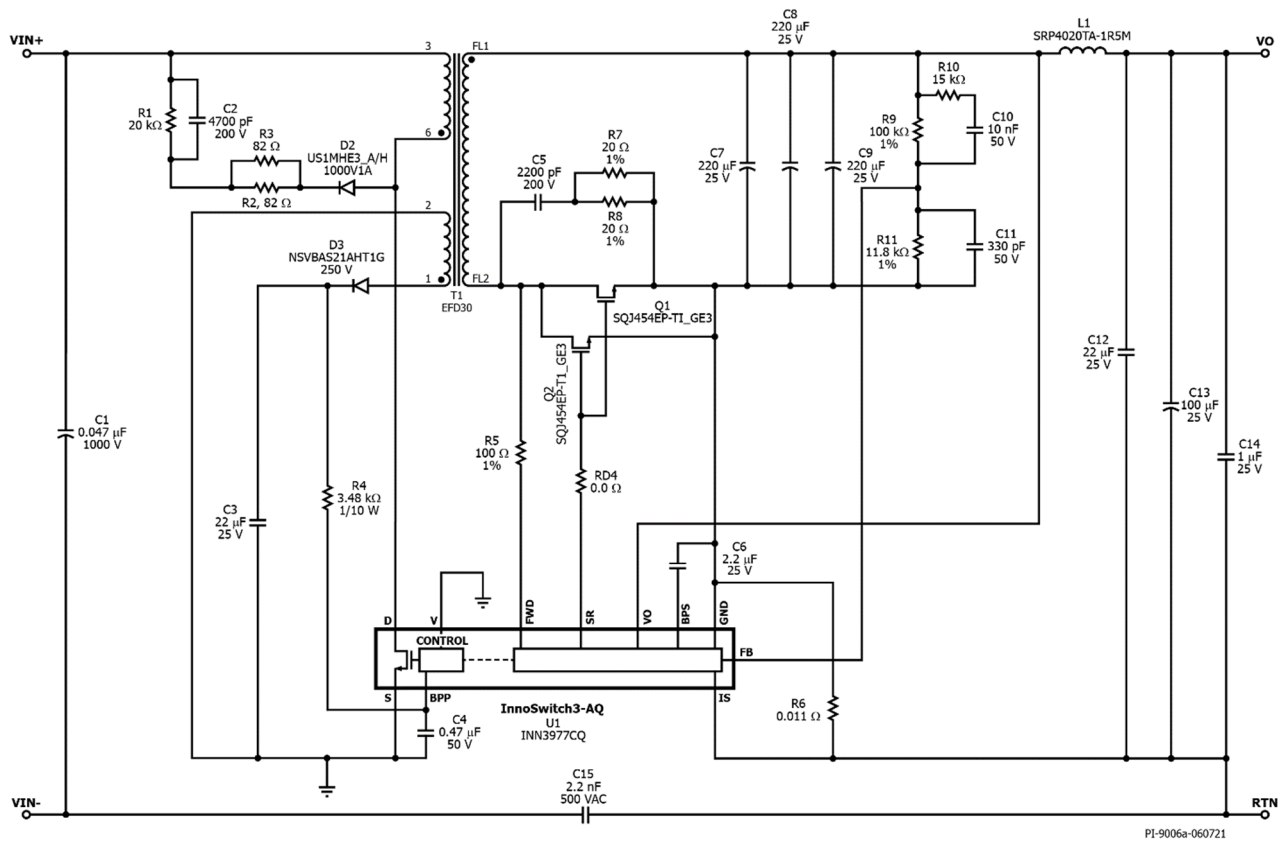 C8
220 µF
25 V
L1
SRP4020TA-1R5M
VIN+
3
FL1
VO
R10
15 kΩ
R1
20 kΩ
C2
4700 pF
200 V
R3
82 Ω
6
R9
100 kΩ
1%
C10
10 nF
50 V
D2
US1MHE3_A/H
1000V1A
R7
20 Ω
1%
C5
2200 pF
200 V
C7
220 µF
25 V
C9
220 µF
25 V
R2, 82 Ω
2
R8
20 Ω
1%
R11
11.8 kΩ
1%
C11
330 pF
50 V
D3
NSVBAS21AHT1G
250 V
1
FL2
T1
EFD30
Q1
SQJ454EP-TI_GE3
Q2
SQJ454EP-T1_GE3
C12
22 µF
25 V
C13
100 µF
25 V
C1
0.047 µF
1000 V
R5
100 Ω
1%
C14
1 µF
25 V
RD4
0.0 Ω
R4
3.48 kΩ
1/10 W
C3
22 µF
25 V
C6
2.2 µF
25 V
D
V
FWD
SR
VO
BPS
GND
CONTROL
FB
S
BPP
IS
InnoSwitch3-AQ
U1
INN3977CQ
R6
0.011 Ω
C4
0.47 µF
50 V
C15
2.2 nF
500 VAC
VIN-
RTN
PI-9006a-060721